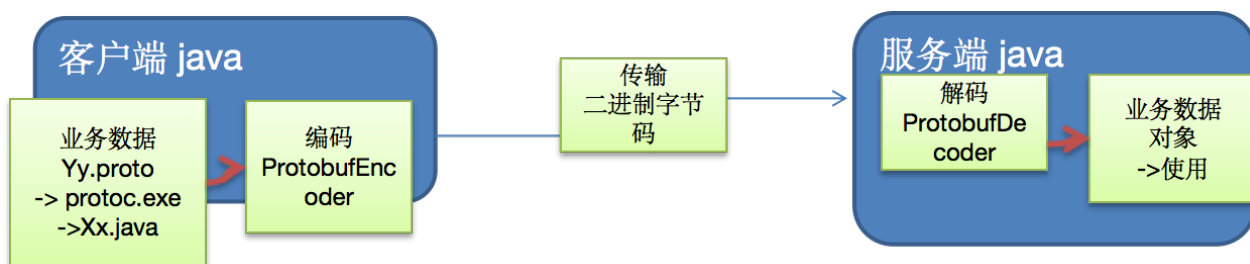 客户端 java
业务数据
Yy.proto
-> protoc.exe
->Xx.java
编码
ProtobufEnc
oder
传输
二进制字节
码
服务端 java
解码
ProtobufDe
coder
业务数据
对象
->使用